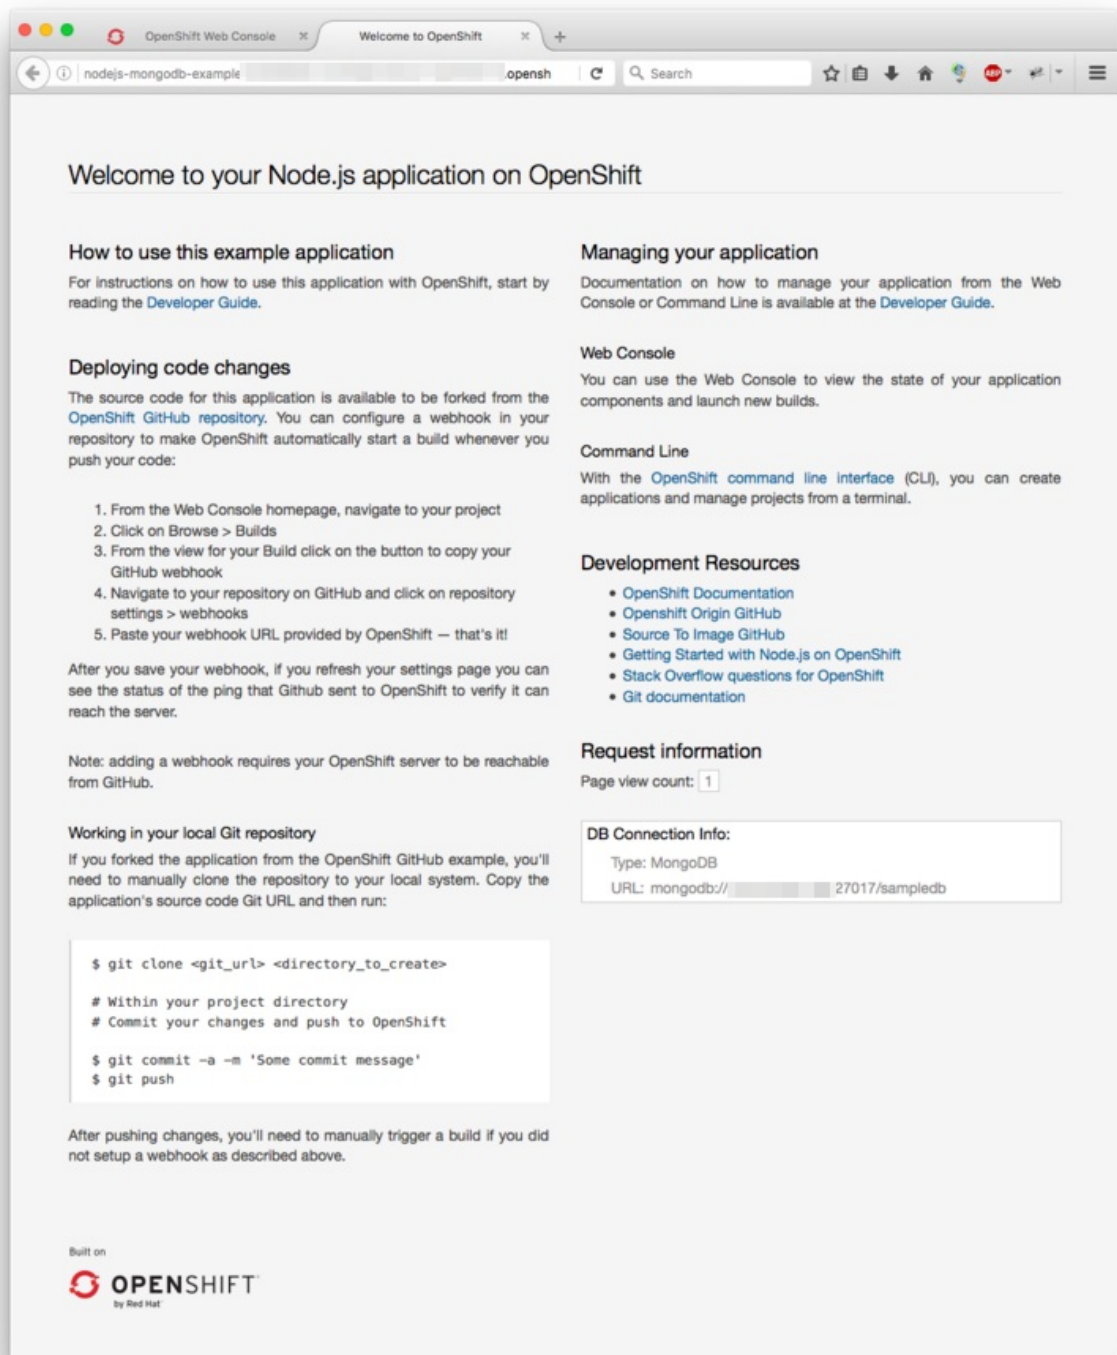 OpenShift Web Console
Welcome to OpenShift
nodejs-mongodb-example
.opensh
Search
ABP
Welcome to your Node.js application on OpenShift
How to use this example application
For instructions on how to use this application with OpenShift, start by
reading the Developer Guide.
Deploying code changes
The source code for this application is available to be forked from the
OpenShift GitHub repository. You can configure a webhook in your
repository to make OpenShift automatically start a build whenever you
push your code:
1. From the Web Console homepage, navigate to your project
2. Click on Browse > Builds
3. From the view for your Build click on the button to copy your
GitHub webhook
4. Navigate to your repository on GitHub and click on repository
settings > webhooks
5. Paste your webhook URL provided by OpenShift — that's it!
After you save your webhook, if you refresh your settings page you can
see the status of the ping that Github sent to OpenShift to verify it can
reach the server.
Note: adding a webhook requires your OpenShift server to be reachable
from GitHub.
Working in your local Git repository
If you forked the application from the OpenShift GitHub example, you'll
need to manually clone the repository to your local system. Copy the
application's source code Git URL and then run:
$ git clone <git_url> <directory_to_create>
# Within your project directory
# Commit your changes and push to OpenShift
$ git commit -a -m 'Some commit message'
$ git push
After pushing changes, you'll need to manually trigger a build if you did
not setup a webhook as described above.
Managing your application
Documentation on how to manage your application from the Web
Console or Command Line is available at the Developer Guide.
Web Console
You can use the Web Console to view the state of your application
components and launch new builds.
Command Line
With the OpenShift command line interface (CLI), you can create
applications and manage projects from a terminal.
Development Resources
• OpenShift Documentation
• Openshift Origin GitHub
• Source To Image GitHub
• Getting Started with Node.js on OpenShift
• Stack Overflow questions for OpenShift
• Git documentation
Request information
Page view count: 1
DB Connection Info:
Type: MongoDB
URL: mongodb:// 27017/sampledb
Built on
OPENSHIFT
by Red Hat